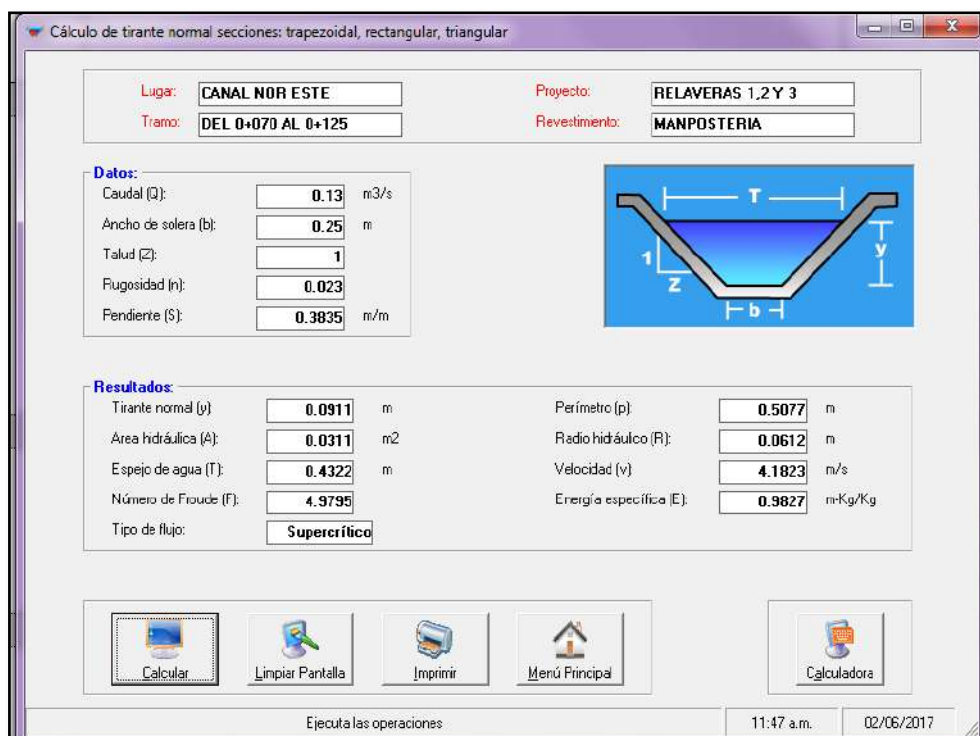 Cálculo de tirante normal secciones: trapezoidal, rectangular, triangular
Lugar: CANAL NOR ESTE Proyecto: RELAVERAS 1,2 Y 3
Tramo: DEL 0+070 AL 0+125 Revestimiento: MANPOSTERIA
Datos:
Caudal (Q): 0.13 m3/s
Ancho de solera (b): 0.25 m
Talud (Z): 1
Rugosidad (n): 0.023
Pendiente (S): 0.3835 m/m
T
y
1
Z
b
Resultados:
Tirante normal (y) 0.0911 m Perímetro (p): 0.5077 m
Area hidráulica (A): 0.0311 m2 Radio hidráulco (R): 0.0612 m
Espejo de agua (T): 0.4322 m Velocidad (v) 4.1823 m/s
Número de Froude (F): 4.9795 Energía específica (E): 0.9827 m-Kg/Kg
Tipo de flujo: Supercrítico
Calcular Limpiar Pantalla Imprimir Menú Principal Calculadora
Ejecuta las operaciones 11:47 a.m. 02/06/2017